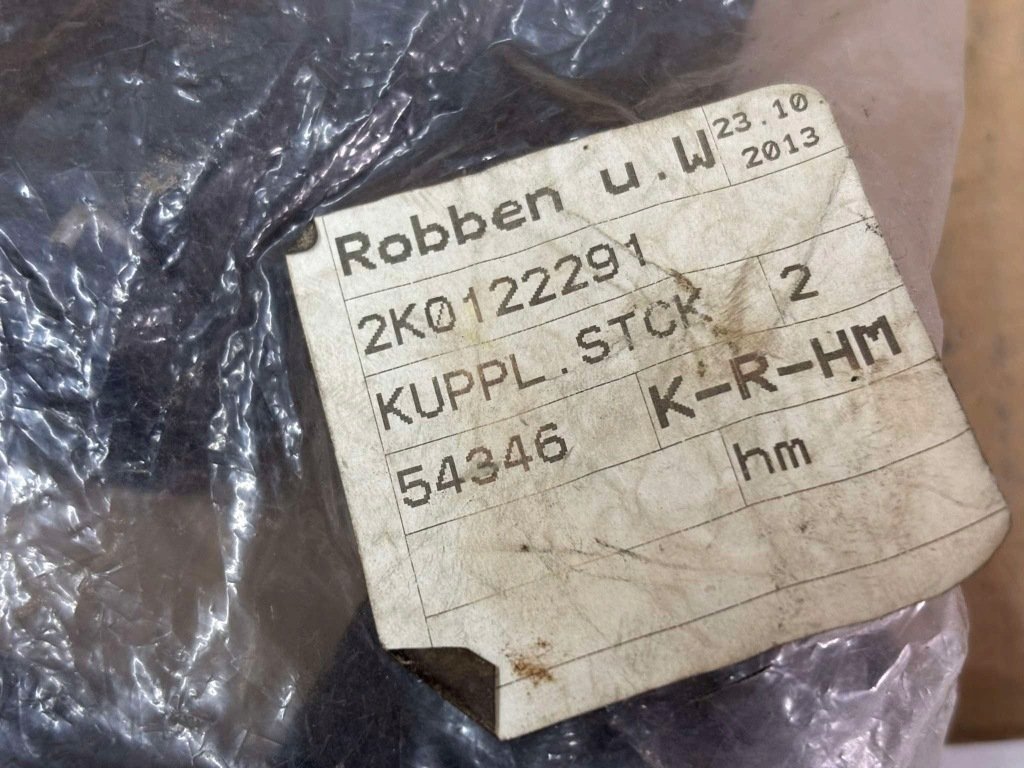 Robben u.W 23.10
2013
2K0122291
KUPPL.STCK 2
54346 K-R-HM
hm